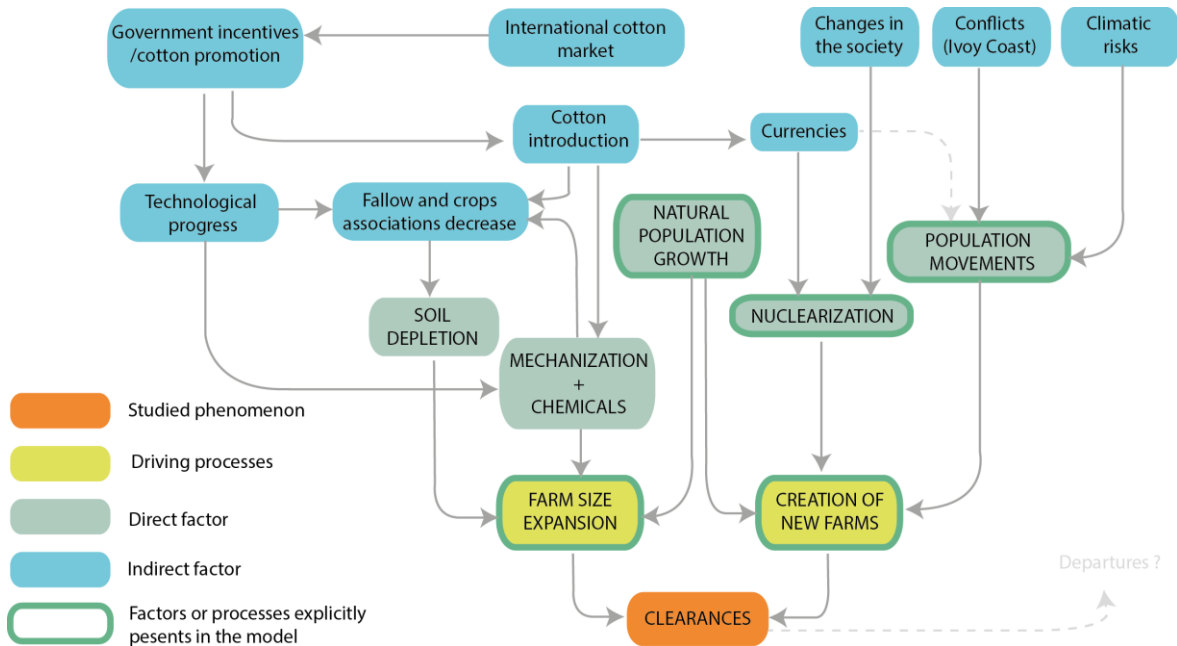 Government incentives
/cotton promotion
International cotton
market
Changes in
the society
Conflicts
(Ivoy Coast)
Climatic
risks
Cotton
introduction
Currencies
Technological
progress
Fallow and crops
associations decrease
NATURAL
POPULATION
GROWTH
POPULATION
MOVEMENTS
SOIL
DEPLETION
NUCLEARIZATION
MECHANIZATION
+
CHEMICALS
FARM SIZE
EXPANSION
CREATION OF
NEW FARMS
CLEARANCES
Departures ?
Studied phenomenon
Driving processes
Direct factor
Indirect factor
Factors or processes explicitly
pesents in the model